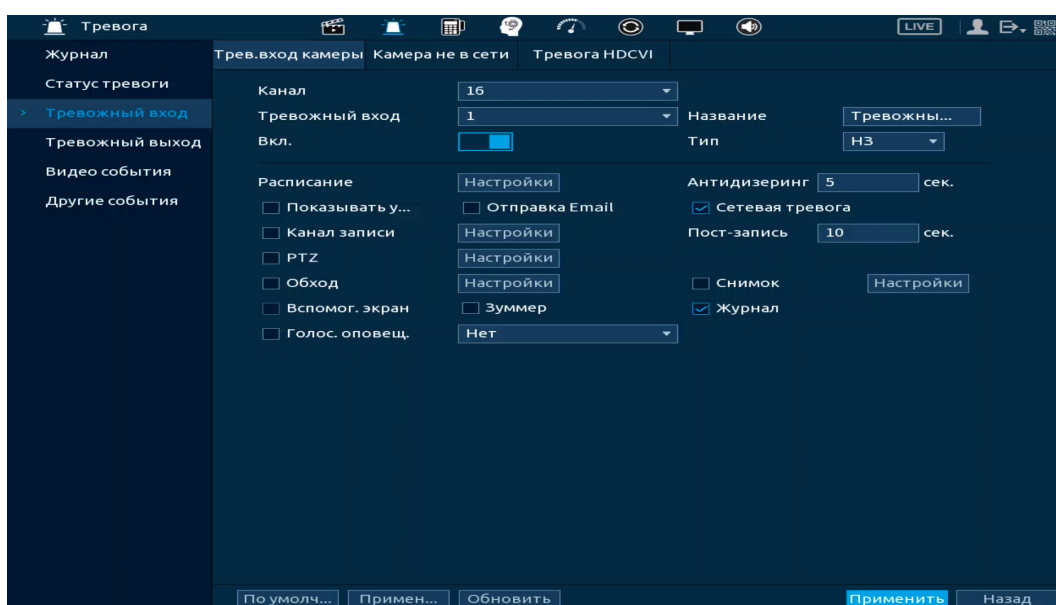 Тревога LIVE
Журнал
Статус тревоги
> Тревожный вход
Тревожный выход
Видео события
Другие события
Трев.вход камеры Камера не в сети Тревога HDCVI
Канал 16
Тревожный вход 1 Название Тревожны...
Вкл. Тип НЗ
Расписание Настройки Антидизеринг 5 сек.
Показывать у... Отправка Email Сетевая тревога
Канал записи Настройки Пост-запись 10 сек.
PTZ Настройки
Обход Настройки Снимок Настройки
Вспомог. экран Зуммер Журнал
Голос. оповещ. Нет
По умолч... Примен... Обновить Применить Назад